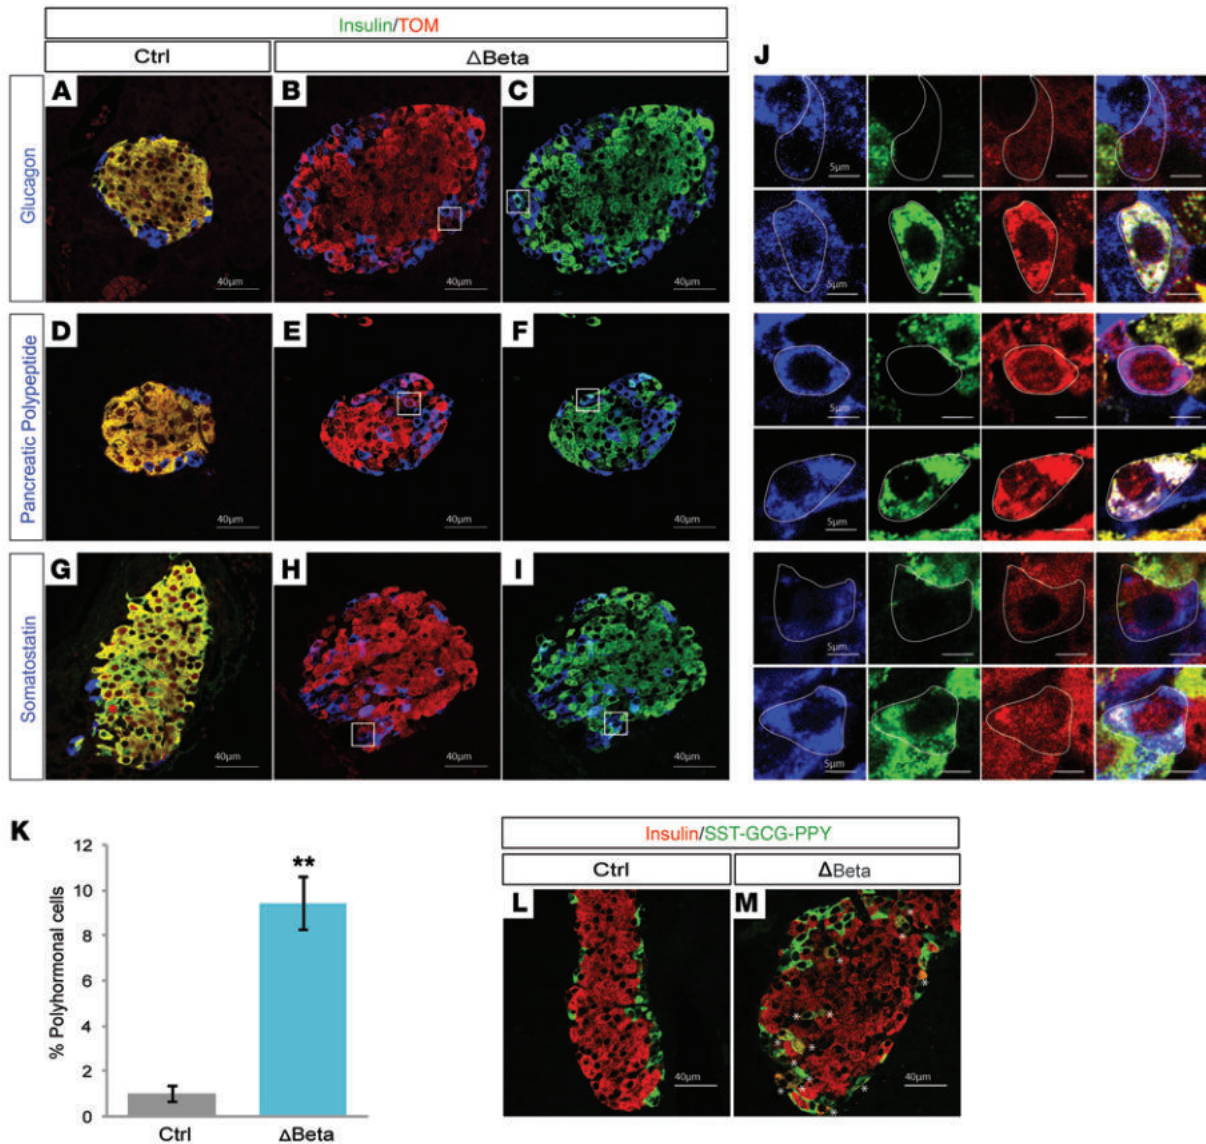 Insulin/TOM
Ctrl
ΔBeta
J
Glucagon
A
B
C
40μm
40μm
40μm
5μm
5μm
Pancreatic Polypeptide
D
E
F
40μm
40μm
40μm
5μm
5μm
Somatostatin
G
H
I
40μm
40μm
40μm
5μm
5μm
K
12
10
8
6
4
2
0
% Polyhormonal cells
**
Ctrl
ΔBeta
Insulin/SST-GCG-PPY
Ctrl
ΔBeta
L
M
40μm
40μm